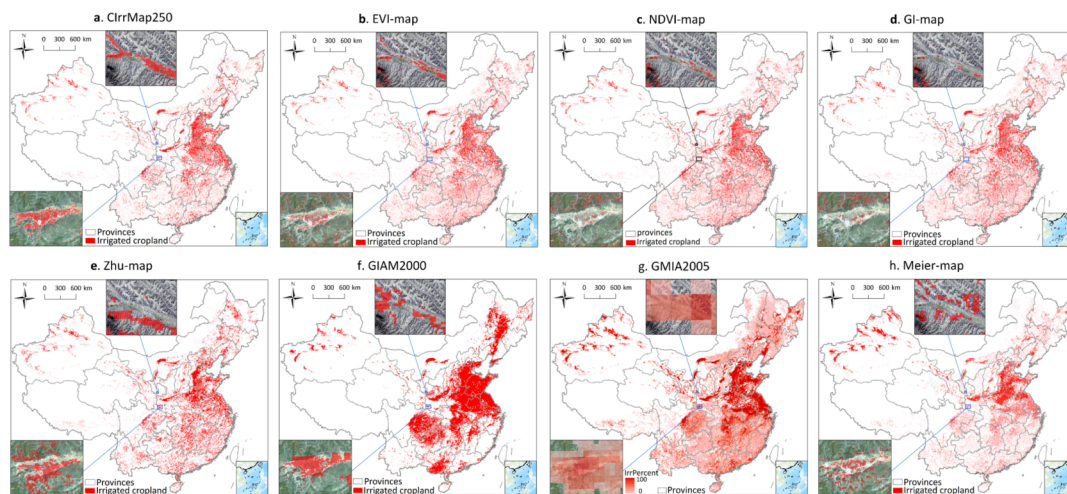 a. CIrrMap250
N
0 300 600 km
Provinces
Irrigated cropland
b. EVI-map
N
0 300 600 km
Provinces
Irrigated cropland
c. NDVI-map
N
0 300 600 km
Provinces
Irrigated cropland
d. GI-map
N
0 300 600 km
Provinces
Irrigated cropland
e. Zhu-map
N
0 300 600 km
Provinces
Irrigated cropland
f. GIAM2000
N
0 300 600 km
Provinces
Irrigated cropland
g. GMIA2005
N
0 300 600 km
IrrPercent
100
0
Provinces
h. Meier-map
N
0 300 600 km
Provinces
Irrigated cropland